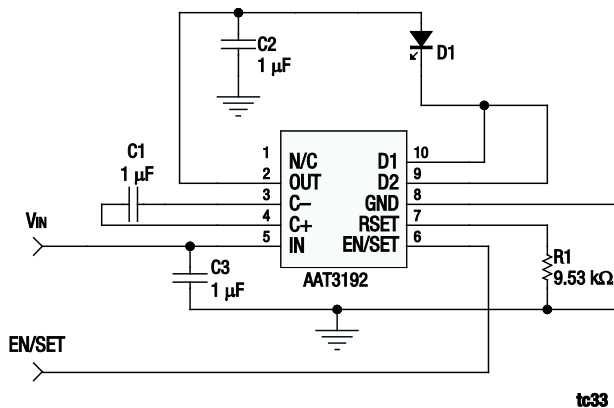 C2
1 µF
D1
C1
1 µF
1 N/C D1 10
2 OUT D2 9
3 C– GND 8
4 C+ RSET 7
5 IN EN/SET 6
VIN
C3
1 µF
AAT3192
R1
9.53 kΩ
EN/SET
tc33